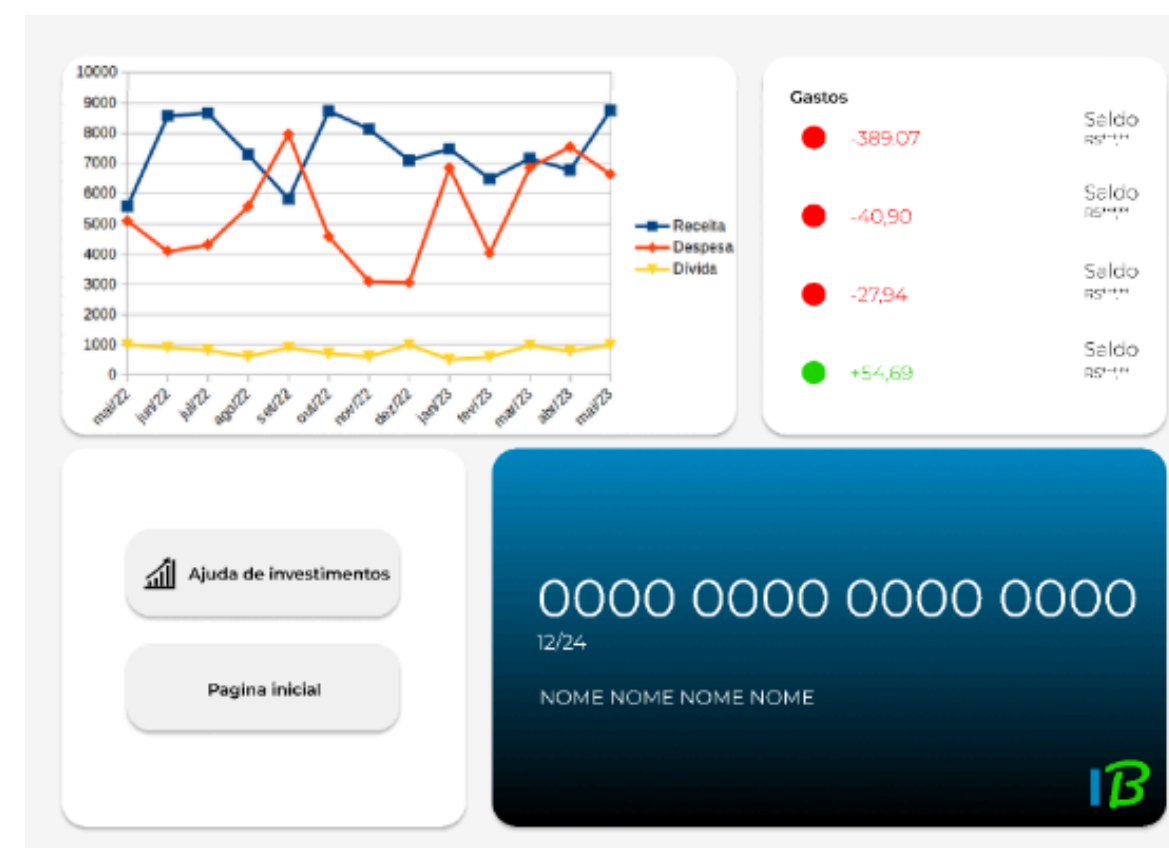 10000
9000
8000
7000
6000
5000
4000
3000
2000
1000
0
mai/22 jun/22 jul/22 ago/22 set/22 out/22 nov/22 dez/22 jan/23 fev/23 mar/23 abr/23 mai/23
Receita
Despesa
Dívida
Gastos
-389.07
Saldo
R$**,**
-40,90
Saldo
R$**,**
-27,94
Saldo
R$**,**
+54,69
Saldo
R$**,**
Ajuda de investimentos
Pagina inicial
0000 0000 0000 0000
12/24
NOME NOME NOME NOME
IB